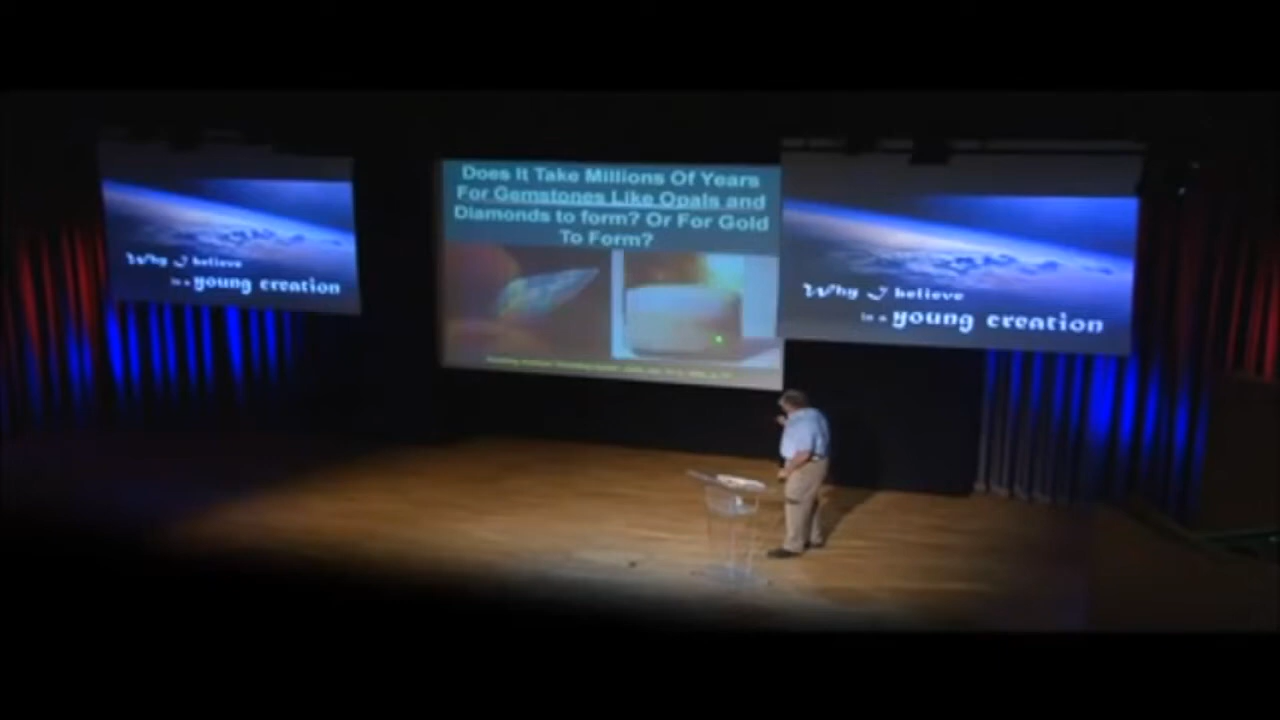 Why I believe
in a young creation
Does It Take Millions Of Years
For Gemstones Like Opals and
Diamonds to form? Or For Gold
To Form?
Why I believe
in a young creation